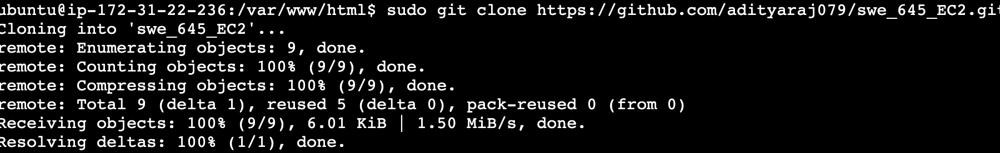 ubuntu@ip-172-31-22-236:/var/www/html$ sudo git clone https://github.com/adityaraj079/swe_645_EC2.git
Cloning into 'swe_645_EC2'...
remote: Enumerating objects: 9, done.
remote: Counting objects: 100% (9/9), done.
remote: Compressing objects: 100% (9/9), done.
remote: Total 9 (delta 1), reused 5 (delta 0), pack-reused 0 (from 0)
Receiving objects: 100% (9/9), 6.01 KiB | 1.50 MiB/s, done.
Resolving deltas: 100% (1/1), done.